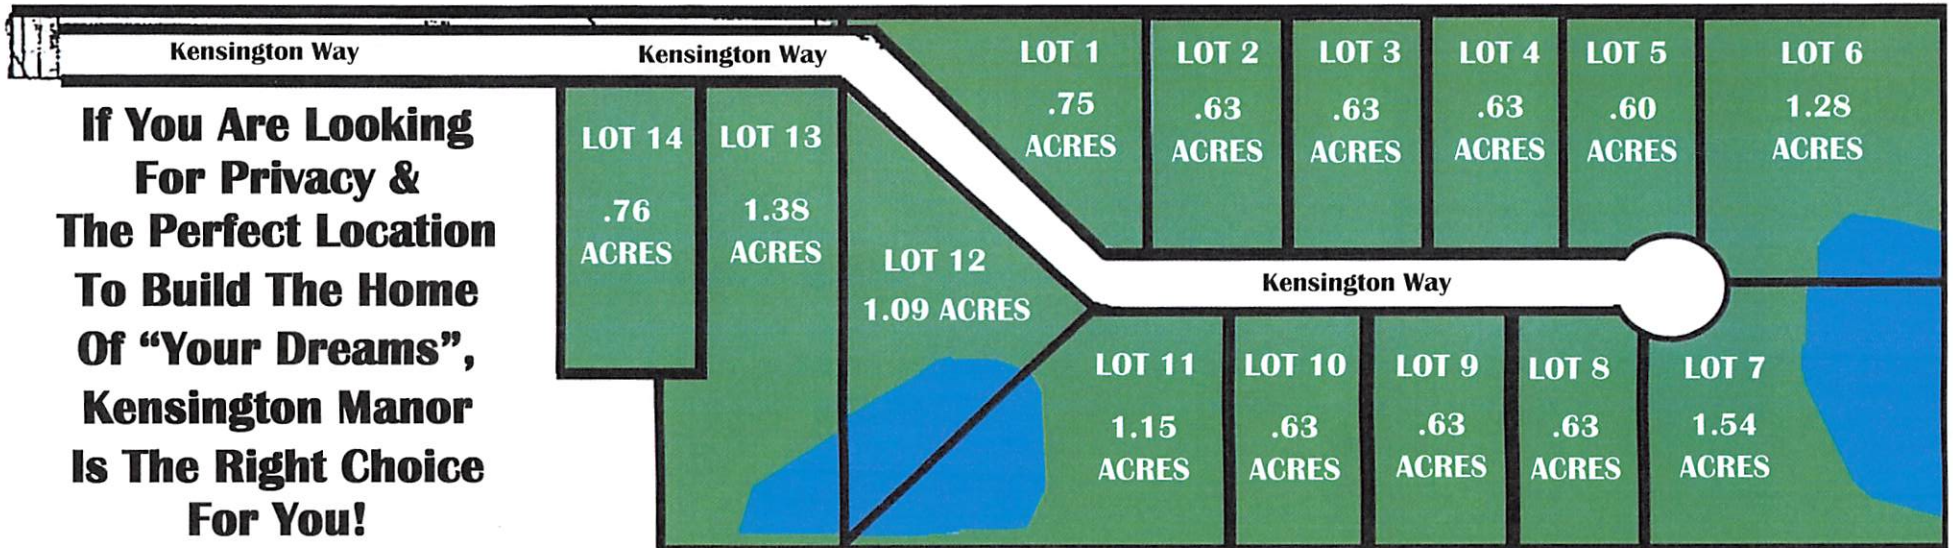 Kensington Way
Kensington Way
If You Are Looking
For Privacy &
The Perfect Location
To Build The Home
Of “Your Dreams”,
Kensington Manor
Is The Right Choice
For You!
LOT 1
.75
ACRES
LOT 2
.63
ACRES
LOT 3
.63
ACRES
LOT 4
.63
ACRES
LOT 5
.60
ACRES
LOT 6
1.28
ACRES
LOT 14
.76
ACRES
LOT 13
1.38
ACRES
LOT 12
1.09 ACRES
Kensington Way
LOT 11
1.15
ACRES
LOT 10
.63
ACRES
LOT 9
.63
ACRES
LOT 8
.63
ACRES
LOT 7
1.54
ACRES